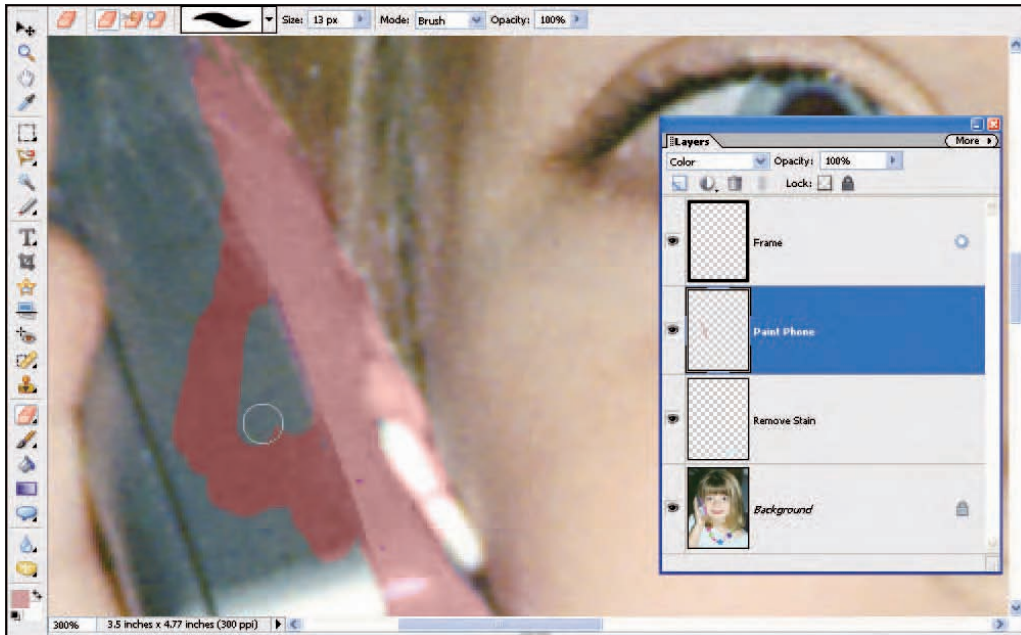 Size: 13 px Mode: Brush Opacity: 100%
Layers More
Color Opacity: 100%
Lock:
Frame
Paint Phone
Remove Stain
Background
T
300% 3.5 inches x 4.77 inches (300 ppi)